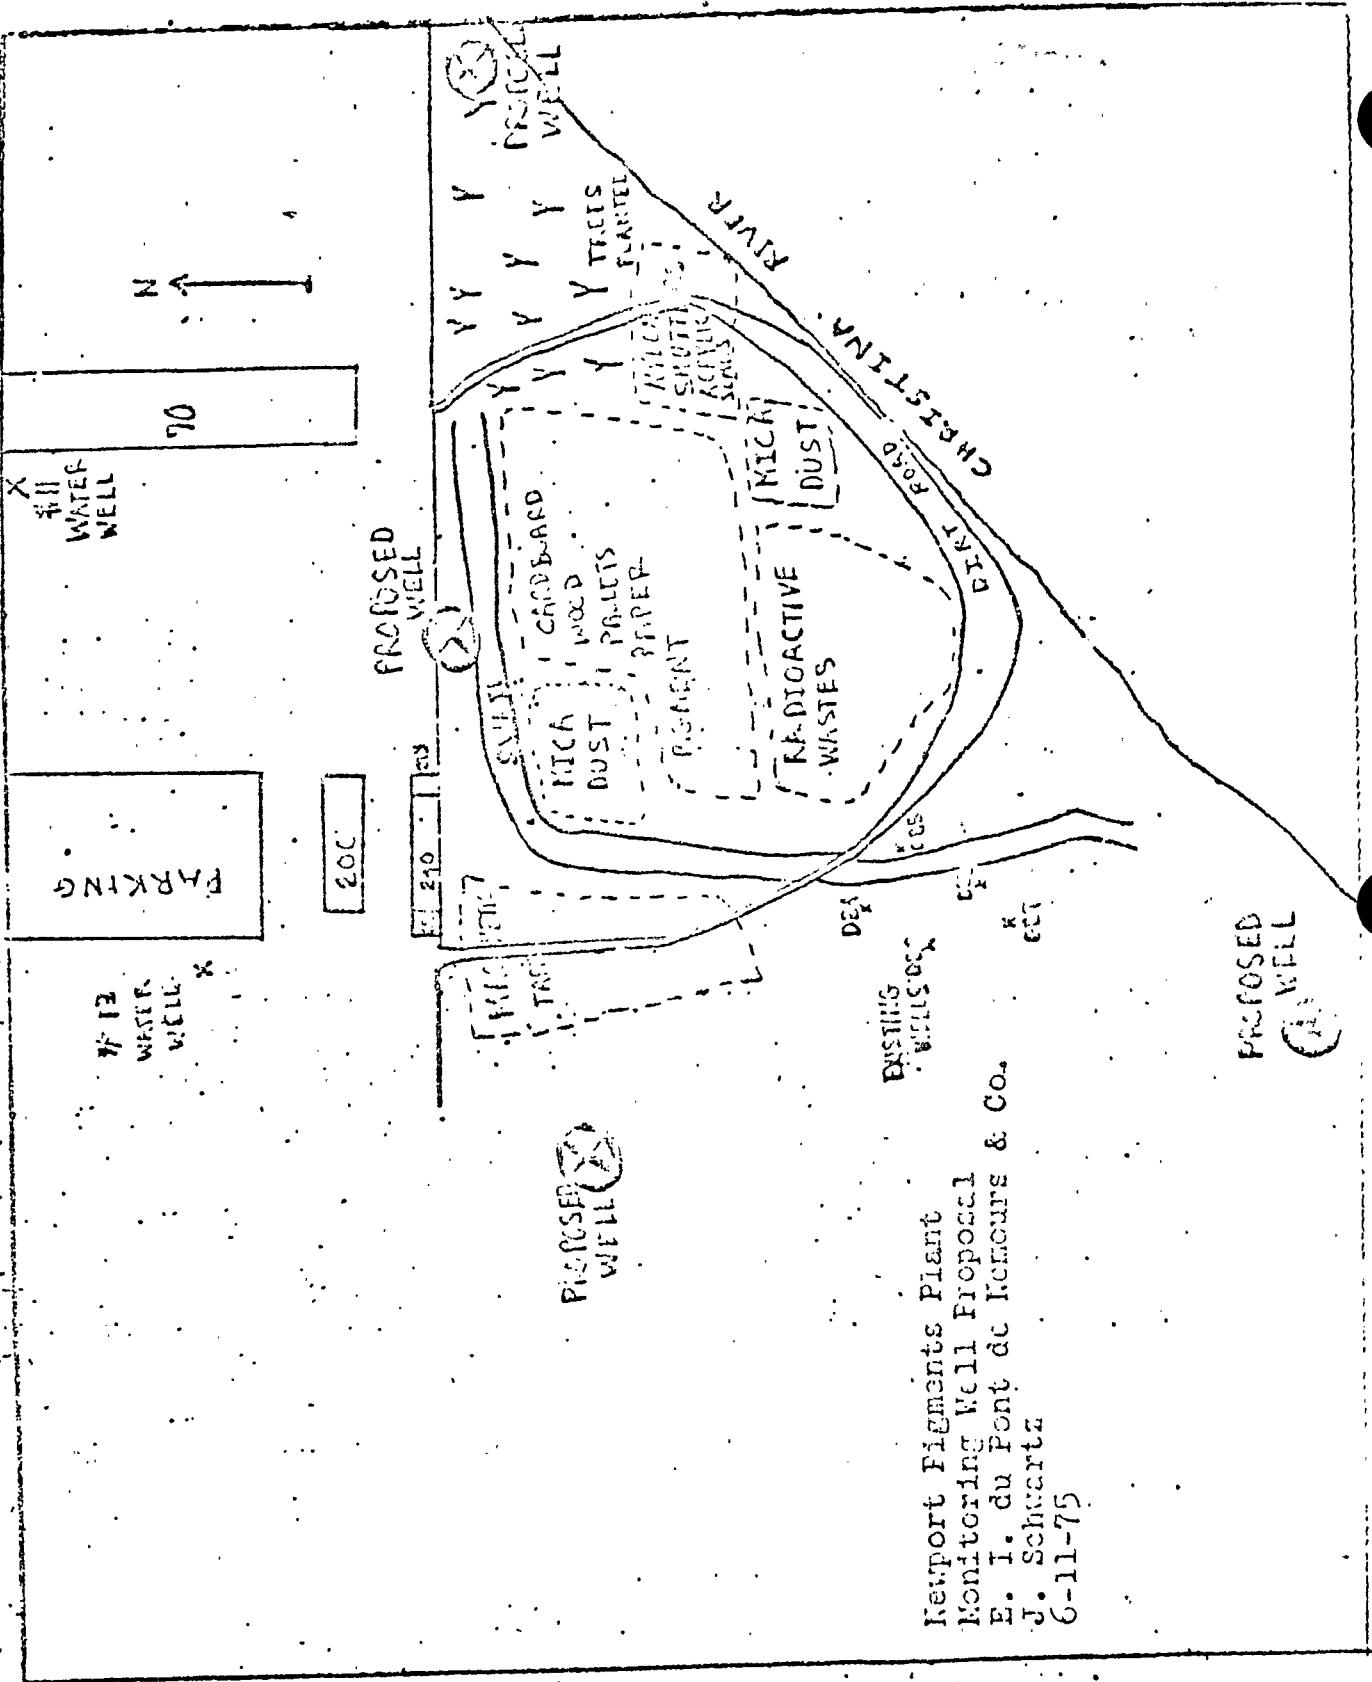 PARKING
200
290
70
N
# 12
WATER
WELL
X
X
#11
WATER
WELL
PROPOSED
WELL
PROPOSED
WELL
TREES
PLANTED
SWALE
MICA
DUST
CARDBOARD
WOOD
PALLETS
PAPER
PIGMENT
MICA
DUST
RADIOACTIVE
WASTES
DIRT ROAD
CHRISTINA RIVER
EXISTING
WELLS
PROPOSED
WELL
PROPOSED
WELL
Newport Pigments Plant
Monitoring Well Proposal
E. I. du Pont de Nemours & Co.
J. Schwartz
6-11-75